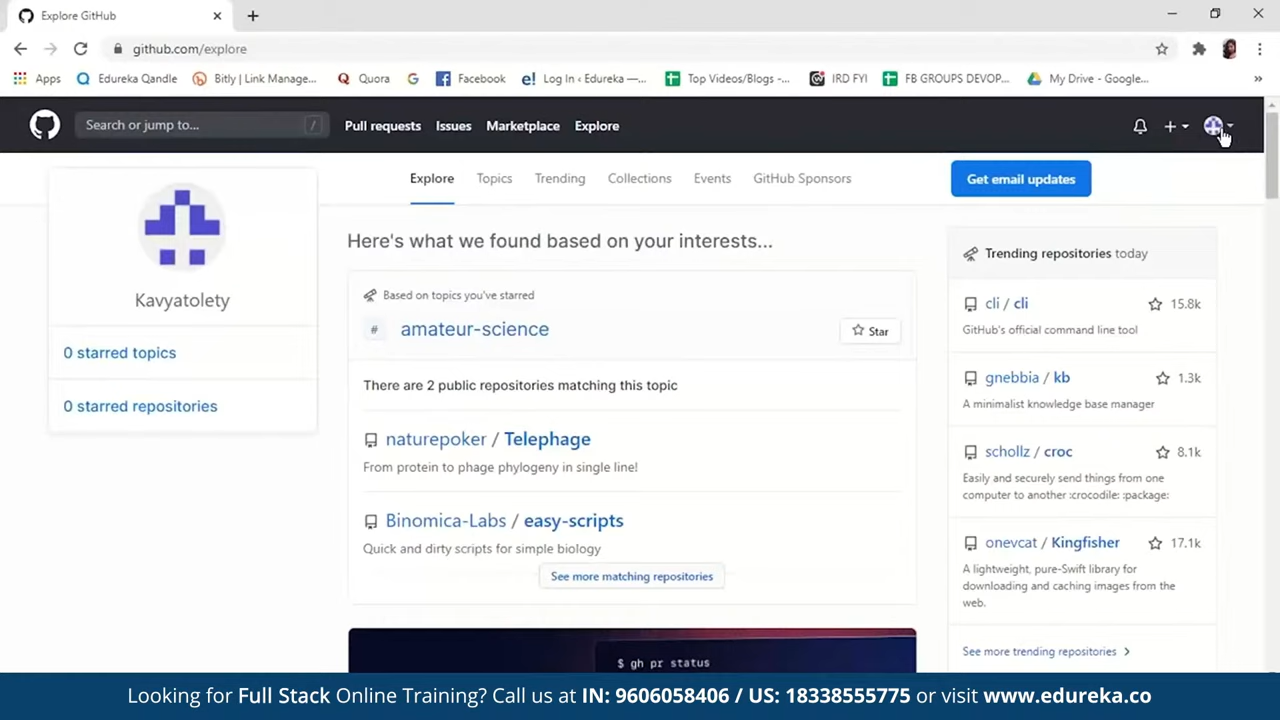 Explore GitHub
github.com/explore
Apps
Edureka Qandle
Bitly | Link Manage...
Quora
Facebook
Log In ‹ Edureka —...
Top Videos/Blogs -...
IRD FYI
FB GROUPS DEVOP...
My Drive - Google...
»
Search or jump to...
/
Pull requests
Issues
Marketplace
Explore
Explore
Topics
Trending
Collections
Events
GitHub Sponsors
Get email updates
Kavyatolety
0 starred topics
0 starred repositories
Here's what we found based on your interests...
Based on topics you've starred
# amateur-science
Star
There are 2 public repositories matching this topic
naturepoker / Telephage
From protein to phage phylogeny in single line!
Binomica-Labs / easy-scripts
Quick and dirty scripts for simple biology
See more matching repositories
$ gh pr status
Trending repositories today
cli / cli
15.8k
GitHub's official command line tool
gnebbia / kb
1.3k
A minimalist knowledge base manager
schollz / croc
8.1k
Easily and securely send things from one
computer to another :crocodile: :package:
onevcat / Kingfisher
17.1k
A lightweight, pure-Swift library for
downloading and caching images from the
web.
See more trending repositories
Looking for Full Stack Online Training? Call us at IN: 9606058406 / US: 18338555775 or visit www.edureka.co